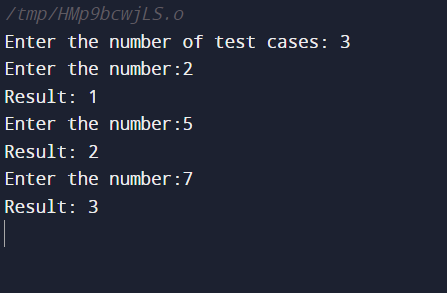 /tmp/HMp9bcwjLS.o
Enter the number of test cases: 3
Enter the number:2
Result: 1
Enter the number:5
Result: 2
Enter the number:7
Result: 3